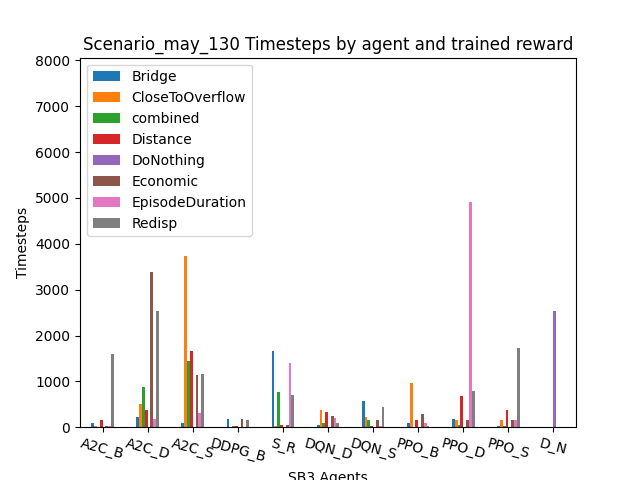 Scenario_may_130 Timesteps by agent and trained reward
8000
7000
6000
5000
4000
3000
2000
1000
0
Timesteps
Bridge
CloseToOverflow
combined
Distance
DoNothing
Economic
EpisodeDuration
Redisp
A2C_B
A2C_D
A2C_S
DDPG_B
S_R
DQN_D
DQN_S
PPO_B
PPO_D
PPO_S
D_N
SB3 Agents